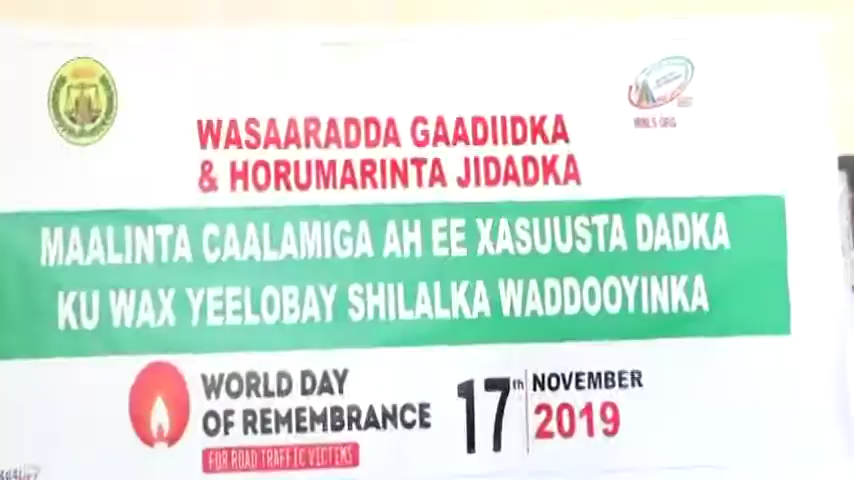 WASAARADDA GAADIIDKA
& HORUMARINTA JIDADKA
MAALINTA CAALAMIGA AH EE XASUUSTA DADKA
KU WAX YEELOBAY SHILALKA WADDOOYINKA
WORLD DAY
OF REMEMBRANCE
FOR ROAD TRAFFIC VICTIMS
17th NOVEMBER
2019